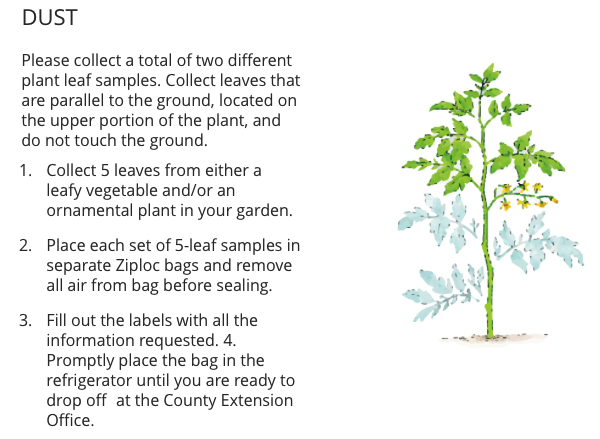 DUST
Please collect a total of two different
plant leaf samples. Collect leaves that
are parallel to the ground, located on
the upper portion of the plant, and
do not touch the ground.
1. Collect 5 leaves from either a
leafy vegetable and/or an
ornamental plant in your garden.
2. Place each set of 5-leaf samples in
separate Ziploc bags and remove
all air from bag before sealing.
3. Fill out the labels with all the
information requested. 4.
Promptly place the bag in the
refrigerator until you are ready to
drop off  at the County Extension
Office.